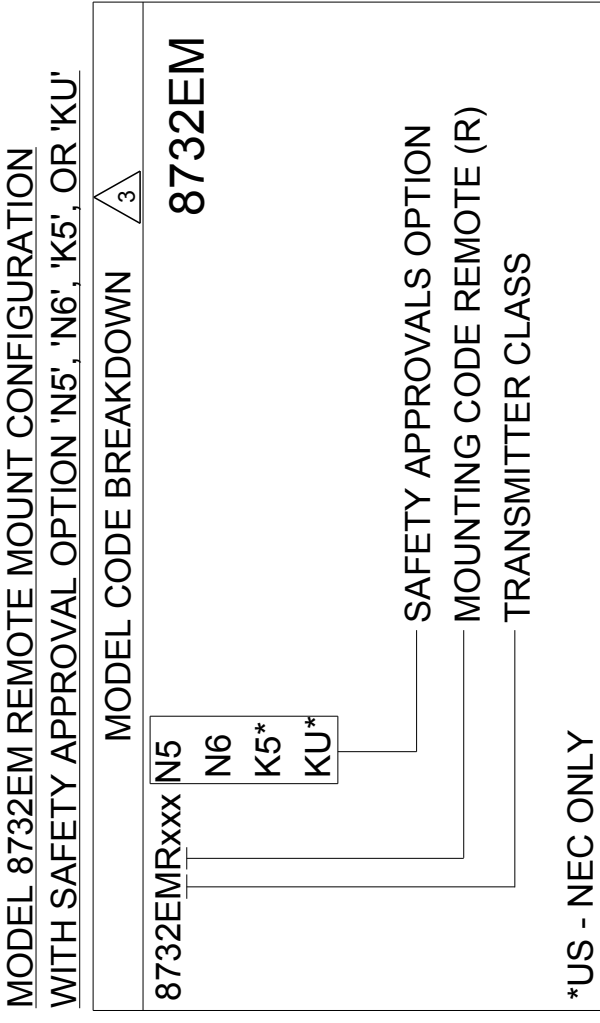 MODEL 8732EM REMOTE MOUNT CONFIGURATION
WITH SAFETY APPROVAL OPTION 'N5', 'N6', 'K5', OR 'KU'
MODEL CODE BREAKDOWN
3
8732EM
8732EMRxxx N5
N6
K5*
KU*
SAFETY APPROVALS OPTION
MOUNTING CODE REMOTE (R)
TRANSMITTER CLASS
*US - NEC ONLY